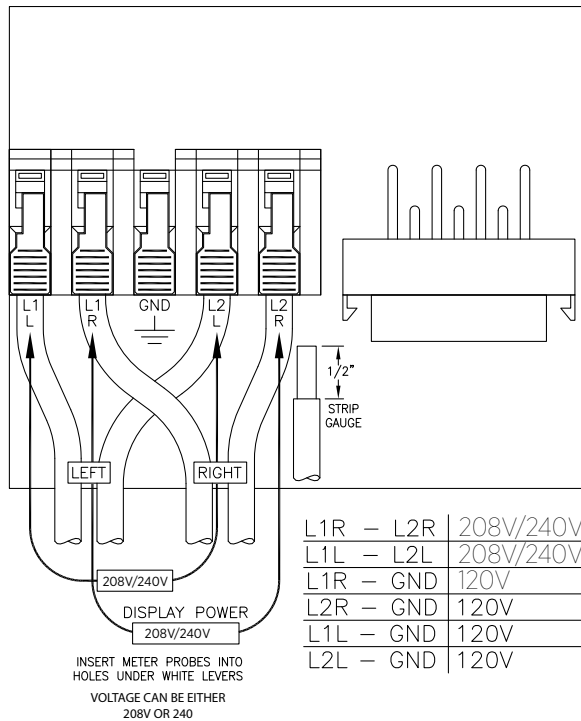 L1 L
L1 R
GND
L2 L
L2 R
1/2"
STRIP
GAUGE
LEFT
RIGHT
208V/240V
DISPLAY POWER
208V/240V
INSERT METER PROBES INTO
HOLES UNDER WHITE LEVERS
VOLTAGE CAN BE EITHER
208V OR 240
L1R – L2R 208V/240V
L1L – L2L 208V/240V
L1R – GND 120V
L2R – GND 120V
L1L – GND 120V
L2L – GND 120V